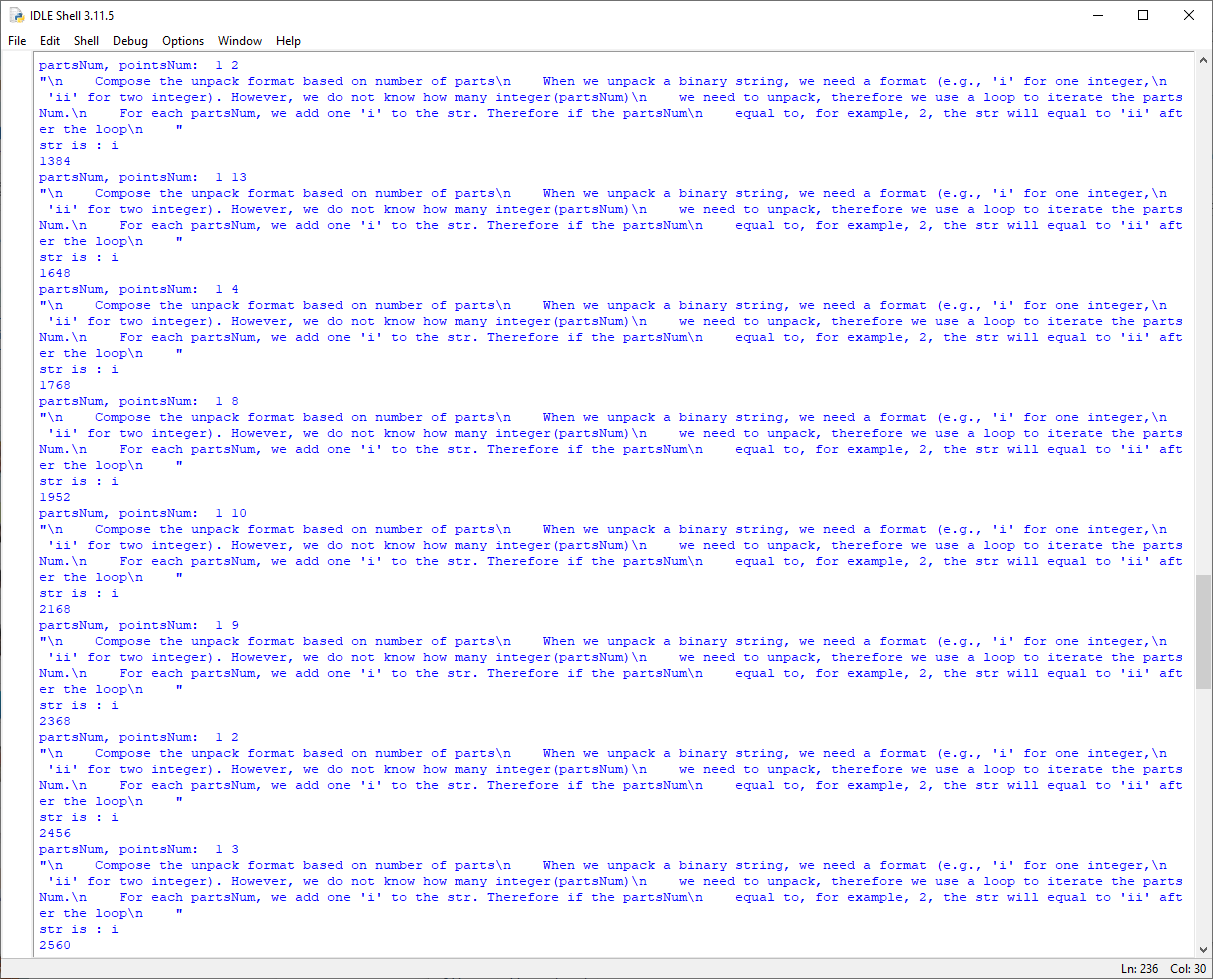 IDLE Shell 3.11.5
File Edit Shell Debug Options Window Help
partsNum, pointsNum:  1 2
"\n    Compose the unpack format based on number of parts\n    When we unpack a binary string, we need a format (e.g., 'i' for one integer,\n
 'ii' for two integer). However, we do not know how many integer(partsNum)\n    we need to unpack, therefore we use a loop to iterate the parts
Num.\n    For each partsNum, we add one 'i' to the str. Therefore if the partsNum\n    equal to, for example, 2, the str will equal to 'ii' aft
er the loop\n    "
str is : i
1384
partsNum, pointsNum:  1 13
"\n    Compose the unpack format based on number of parts\n    When we unpack a binary string, we need a format (e.g., 'i' for one integer,\n
 'ii' for two integer). However, we do not know how many integer(partsNum)\n    we need to unpack, therefore we use a loop to iterate the parts
Num.\n    For each partsNum, we add one 'i' to the str. Therefore if the partsNum\n    equal to, for example, 2, the str will equal to 'ii' aft
er the loop\n    "
str is : i
1648
partsNum, pointsNum:  1 4
"\n    Compose the unpack format based on number of parts\n    When we unpack a binary string, we need a format (e.g., 'i' for one integer,\n
 'ii' for two integer). However, we do not know how many integer(partsNum)\n    we need to unpack, therefore we use a loop to iterate the parts
Num.\n    For each partsNum, we add one 'i' to the str. Therefore if the partsNum\n    equal to, for example, 2, the str will equal to 'ii' aft
er the loop\n    "
str is : i
1768
partsNum, pointsNum:  1 8
"\n    Compose the unpack format based on number of parts\n    When we unpack a binary string, we need a format (e.g., 'i' for one integer,\n
 'ii' for two integer). However, we do not know how many integer(partsNum)\n    we need to unpack, therefore we use a loop to iterate the parts
Num.\n    For each partsNum, we add one 'i' to the str. Therefore if the partsNum\n    equal to, for example, 2, the str will equal to 'ii' aft
er the loop\n    "
str is : i
1952
partsNum, pointsNum:  1 10
"\n    Compose the unpack format based on number of parts\n    When we unpack a binary string, we need a format (e.g., 'i' for one integer,\n
 'ii' for two integer). However, we do not know how many integer(partsNum)\n    we need to unpack, therefore we use a loop to iterate the parts
Num.\n    For each partsNum, we add one 'i' to the str. Therefore if the partsNum\n    equal to, for example, 2, the str will equal to 'ii' aft
er the loop\n    "
str is : i
2168
partsNum, pointsNum:  1 9
"\n    Compose the unpack format based on number of parts\n    When we unpack a binary string, we need a format (e.g., 'i' for one integer,\n
 'ii' for two integer). However, we do not know how many integer(partsNum)\n    we need to unpack, therefore we use a loop to iterate the parts
Num.\n    For each partsNum, we add one 'i' to the str. Therefore if the partsNum\n    equal to, for example, 2, the str will equal to 'ii' aft
er the loop\n    "
str is : i
2368
partsNum, pointsNum:  1 2
"\n    Compose the unpack format based on number of parts\n    When we unpack a binary string, we need a format (e.g., 'i' for one integer,\n
 'ii' for two integer). However, we do not know how many integer(partsNum)\n    we need to unpack, therefore we use a loop to iterate the parts
Num.\n    For each partsNum, we add one 'i' to the str. Therefore if the partsNum\n    equal to, for example, 2, the str will equal to 'ii' aft
er the loop\n    "
str is : i
2456
partsNum, pointsNum:  1 3
"\n    Compose the unpack format based on number of parts\n    When we unpack a binary string, we need a format (e.g., 'i' for one integer,\n
 'ii' for two integer). However, we do not know how many integer(partsNum)\n    we need to unpack, therefore we use a loop to iterate the parts
Num.\n    For each partsNum, we add one 'i' to the str. Therefore if the partsNum\n    equal to, for example, 2, the str will equal to 'ii' aft
er the loop\n    "
str is : i
2560
Ln: 236 Col: 30